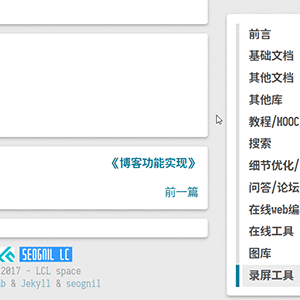 《博客功能实现》
前一篇
SEOGNIL LC
2017 - LCL space
& Jekyll & seognil
前言
基础文档
其他文档
其他库
教程/MOOC
搜索
细节优化/
问答/论坛
在线web编
在线工具
图库
录屏工具